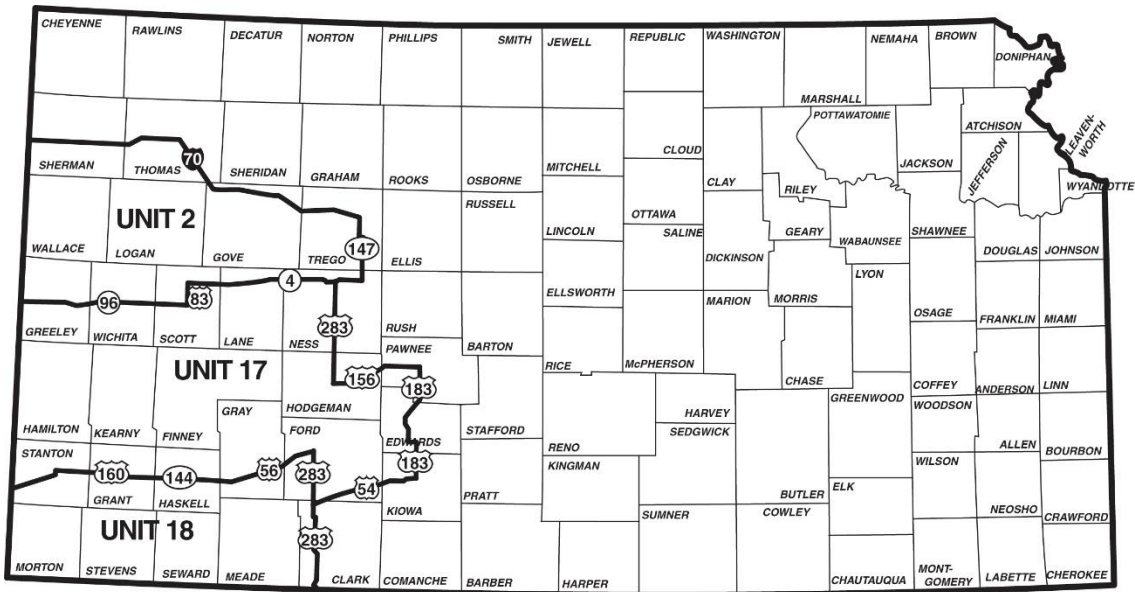 CHEYENNE
RAWLINS
DECATUR
NORTON
PHILLIPS
SMITH
JEWELL
REPUBLIC
WASHINGTON
MARSHALL
NEMAHA
BROWN
DONIPHAN
SHERMAN
THOMAS
70
SHERIDAN
GRAHAM
ROOKS
OSBORNE
MITCHELL
CLOUD
CLAY
RILEY
POTTAWATOMIE
JACKSON
ATCHISON
JEFFERSON
LEAVEN-
WORTH
WYANDOTTE
UNIT 2
WALLACE
LOGAN
GOVE
TREGO
147
ELLIS
RUSSELL
LINCOLN
OTTAWA
SALINE
DICKINSON
GEARY
WABAUNSEE
SHAWNEE
DOUGLAS
JOHNSON
96
83
4
GREELEY
WICHITA
SCOTT
LANE
NESS
283
RUSH
BARTON
ELLSWORTH
RICE
McPHERSON
MARION
MORRIS
LYON
CHASE
OSAGE
FRANKLIN
MIAMI
UNIT 17
PAWNEE
156
183
HAMILTON
KEARNY
FINNEY
GRAY
HODGEMAN
FORD
EDWARDS
STAFFORD
RENO
HARVEY
SEDGWICK
BUTLER
GREENWOOD
COFFEY
ANDERSON
LINN
WOODSON
ALLEN
BOURBON
STANTON
160
144
56
283
54
183
GRANT
HASKELL
KIOWA
PRATT
KINGMAN
ELK
WILSON
NEOSHO
CRAWFORD
UNIT 18
283
MORTON
STEVENS
SEWARD
MEADE
CLARK
COMANCHE
BARBER
HARPER
SUMNER
COWLEY
CHAUTAUQUA
MONT-
GOMERY
LABETTE
CHEROKEE